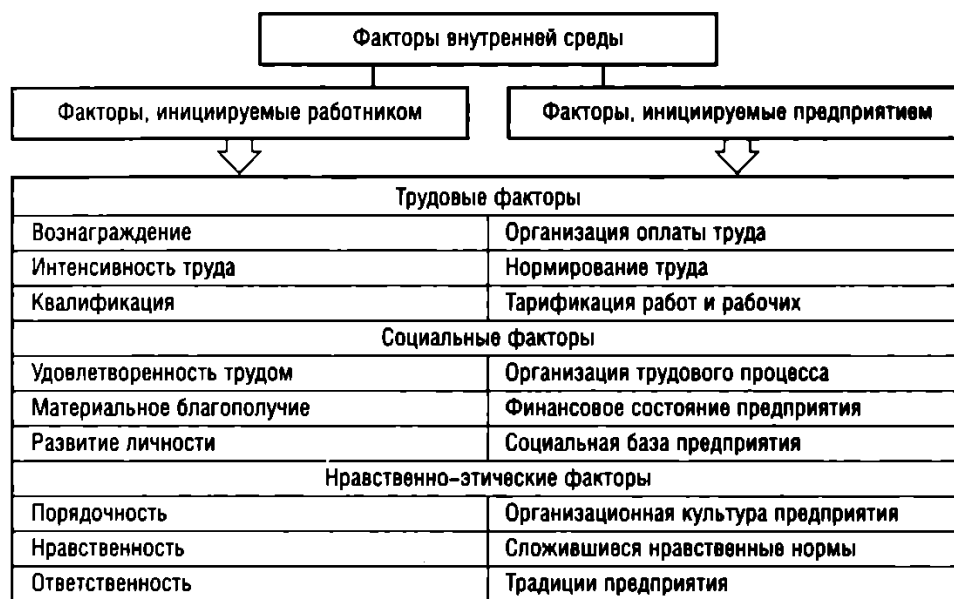 Факторы внутренней среды
Факторы, инициируемые работником Факторы, инициируемые предприятием
Трудовые факторы
Вознаграждение Организация оплаты труда
Интенсивность труда Нормирование труда
Квалификация Тарификация работ и рабочих
Социальные факторы
Удовлетворенность трудом Организация трудового процесса
Материальное благополучие Финансовое состояние предприятия
Развитие личности Социальная база предприятия
Нравственно-этические факторы
Порядочность Организационная культура предприятия
Нравственность Сложившиеся нравственные нормы
Ответственность Традиции предприятия